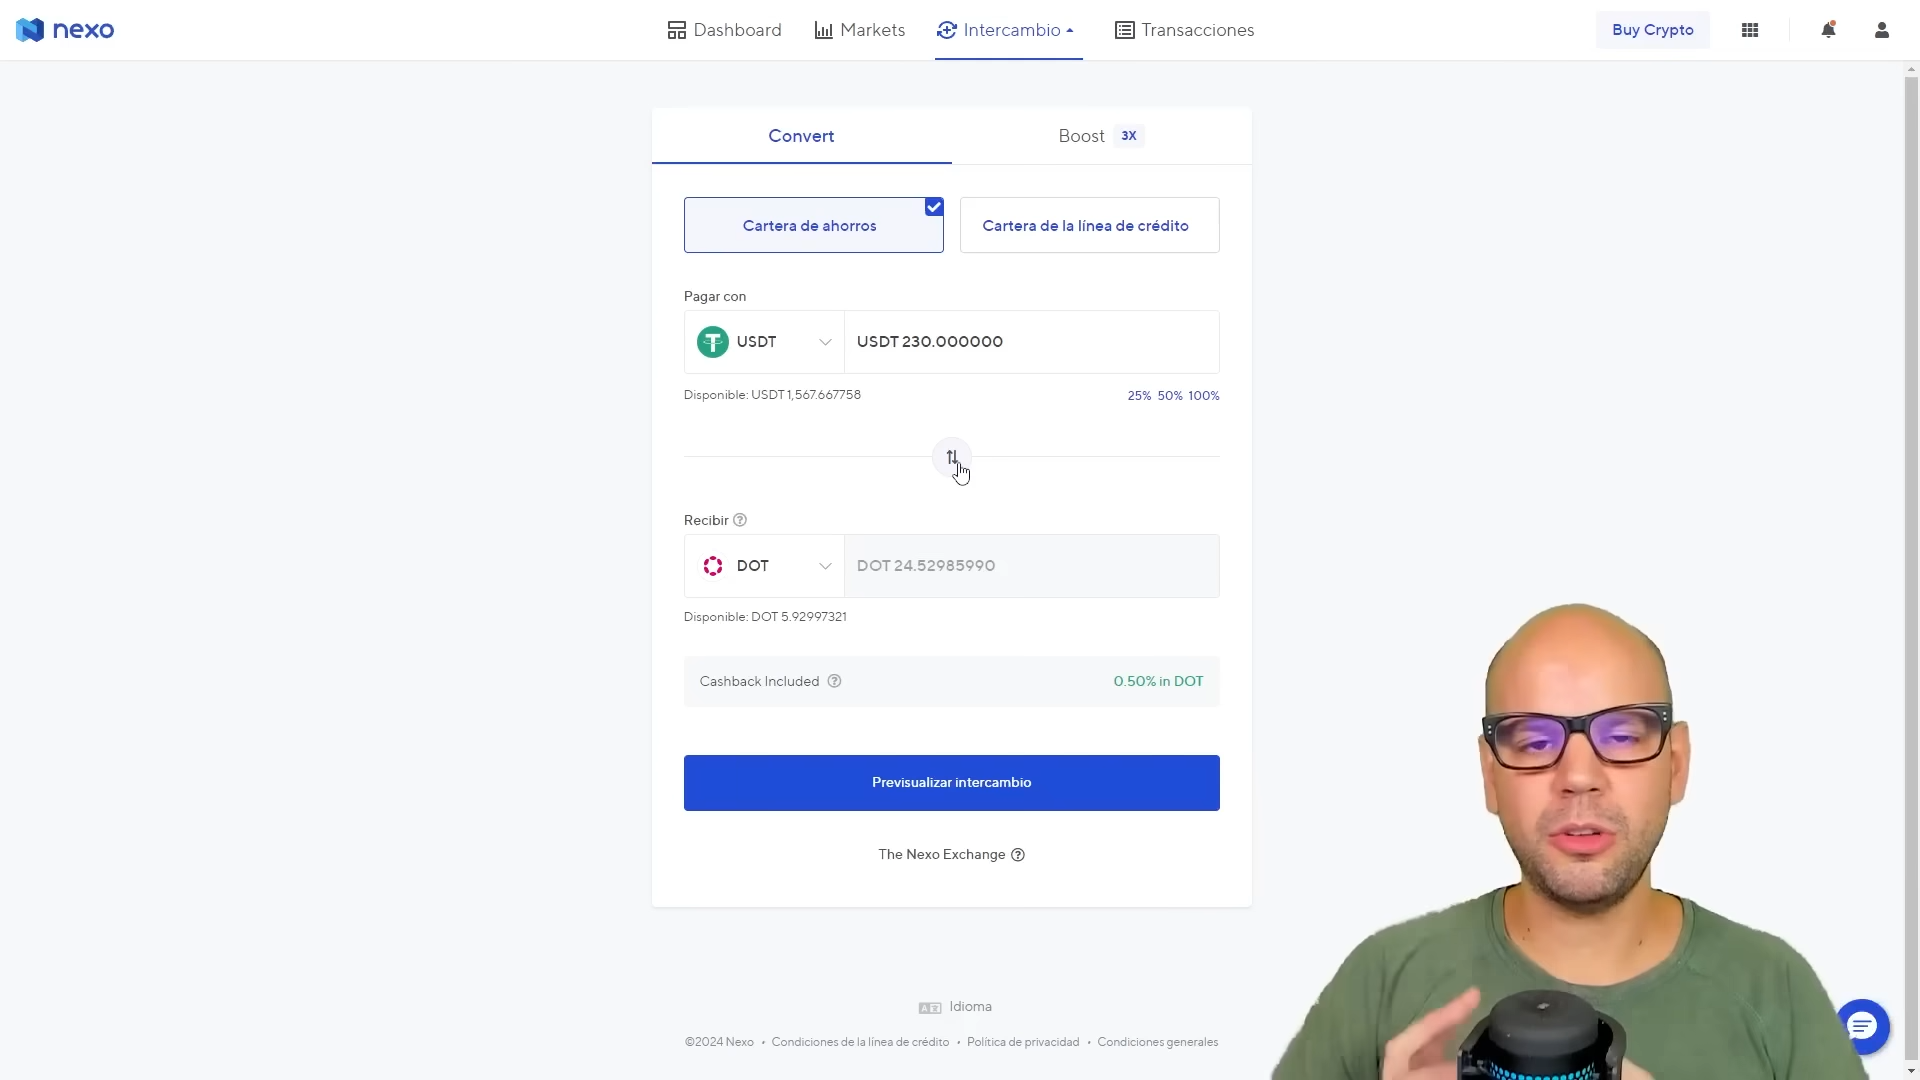 nexo
Dashboard
Markets
Intercambio
Transacciones
Buy Crypto
Convert
Boost 3X
Cartera de ahorros
Cartera de la línea de crédito
Pagar con
USDT
USDT 230.000000
Disponible: USDT 1,567.667758
25% 50% 100%
Recibir
DOT
DOT 24.52985990
Disponible: DOT 5.92997321
Cashback Included
0.50% in DOT
Previsualizar intercambio
The Nexo Exchange
Idioma
©2024 Nexo • Condiciones de la línea de crédito • Política de privacidad • Condiciones generales